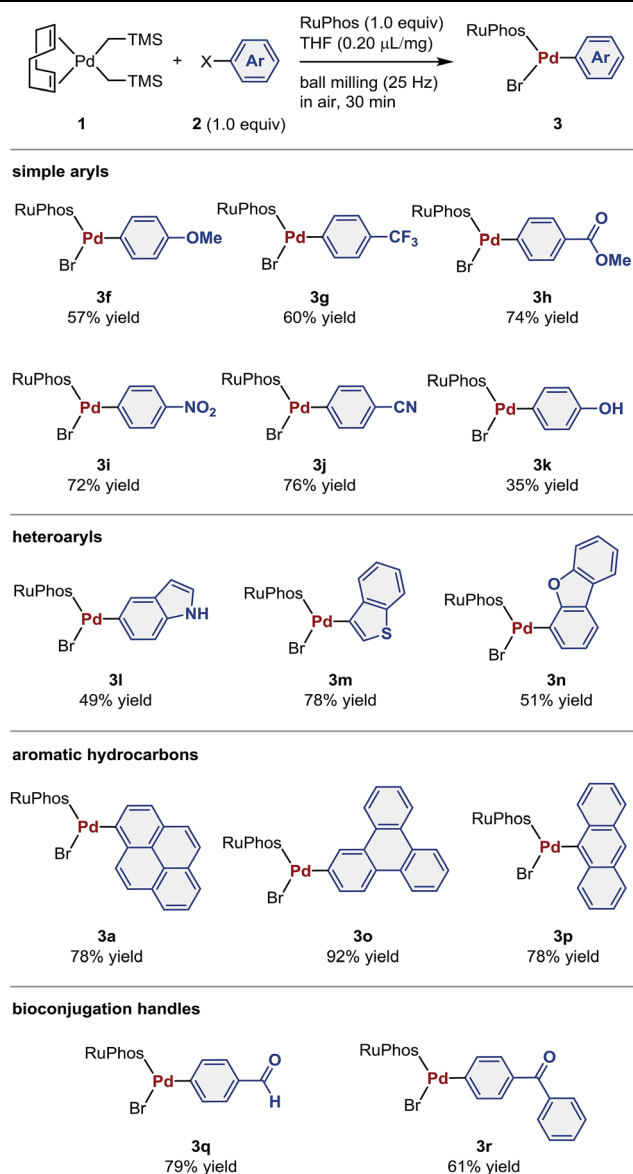 TMS
Pd
TMS
1
+
X
Ar
2 (1.0 equiv)
RuPhos (1.0 equiv)
THF (0.20 μL/mg)
ball milling (25 Hz)
in air, 30 min
RuPhos
Pd
Ar
Br
3
simple aryls
RuPhos
Pd
OMe
Br
3f
57% yield
RuPhos
Pd
CF3
Br
3g
60% yield
RuPhos
Pd
O
OMe
Br
3h
74% yield
RuPhos
Pd
NO2
Br
3i
72% yield
RuPhos
Pd
CN
Br
3j
76% yield
RuPhos
Pd
OH
Br
3k
35% yield
heteroaryls
RuPhos
Pd
NH
Br
3l
49% yield
RuPhos
Pd
S
Br
3m
78% yield
RuPhos
O
Pd
Br
3n
51% yield
aromatic hydrocarbons
RuPhos
Pd
Br
3a
78% yield
RuPhos
Pd
Br
3o
92% yield
RuPhos
Pd
Br
3p
78% yield
bioconjugation handles
RuPhos
Pd
O
H
Br
3q
79% yield
RuPhos
Pd
O
Br
3r
61% yield